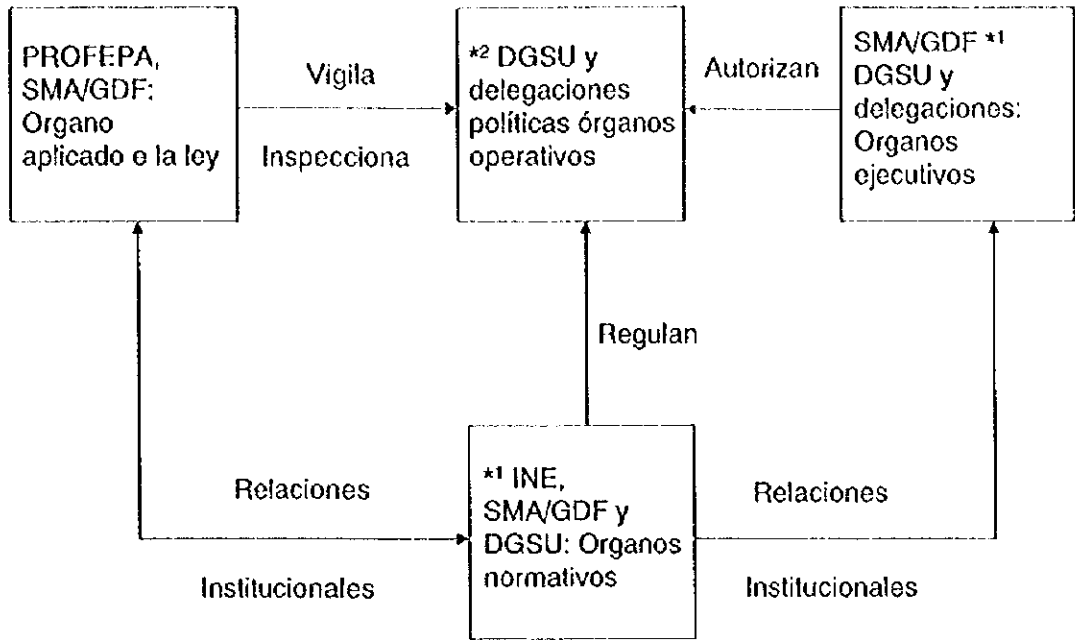 PROFEPA,
SMA/GDF:
Organo
aplicado e la ley
Vigila
Inspecciona
*2 DGSU y
delegaciones
políticas órganos
operativos
Autorizan
SMA/GDF *1
DGSU y
delegaciones:
Organos
ejecutivos
Regulan
Relaciones
Institucionales
*1 INE,
SMA/GDF y
DGSU: Organos
normativos
Relaciones
Institucionales